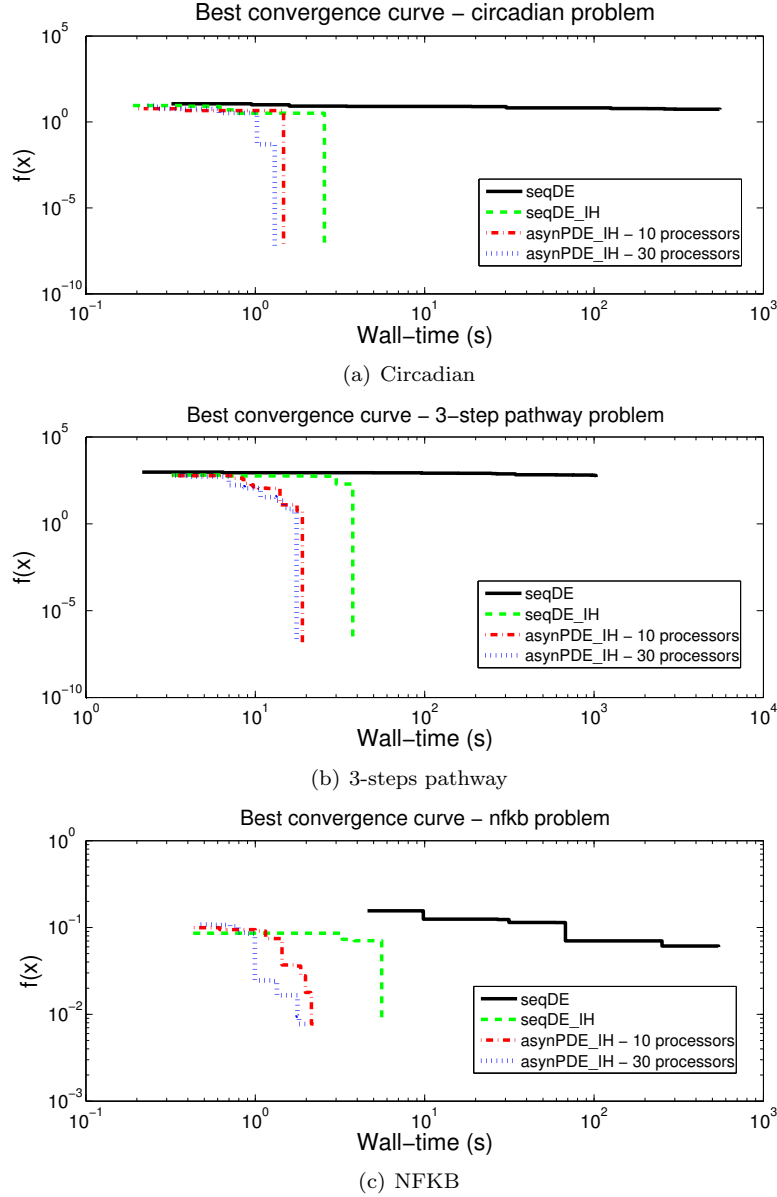 Best convergence curve − circadian problem
10^5
10^0
10^−5
10^−10
f(x)
seqDE
seqDE_IH
asynPDE_IH − 10 processors
asynPDE_IH − 30 processors
10^−1 10^0 10^1 10^2 10^3
Wall−time (s)
(a) Circadian
Best convergence curve − 3−step pathway problem
10^5
10^0
10^−5
10^−10
f(x)
seqDE
seqDE_IH
asynPDE_IH − 10 processors
asynPDE_IH − 30 processors
10^0 10^1 10^2 10^3 10^4
Wall−time (s)
(b) 3-steps pathway
Best convergence curve − nfkb problem
10^0
10^−1
10^−2
10^−3
f(x)
seqDE
seqDE_IH
asynPDE_IH − 10 processors
asynPDE_IH − 30 processors
10^−1 10^0 10^1 10^2 10^3
Wall−time (s)
(c) NFKB